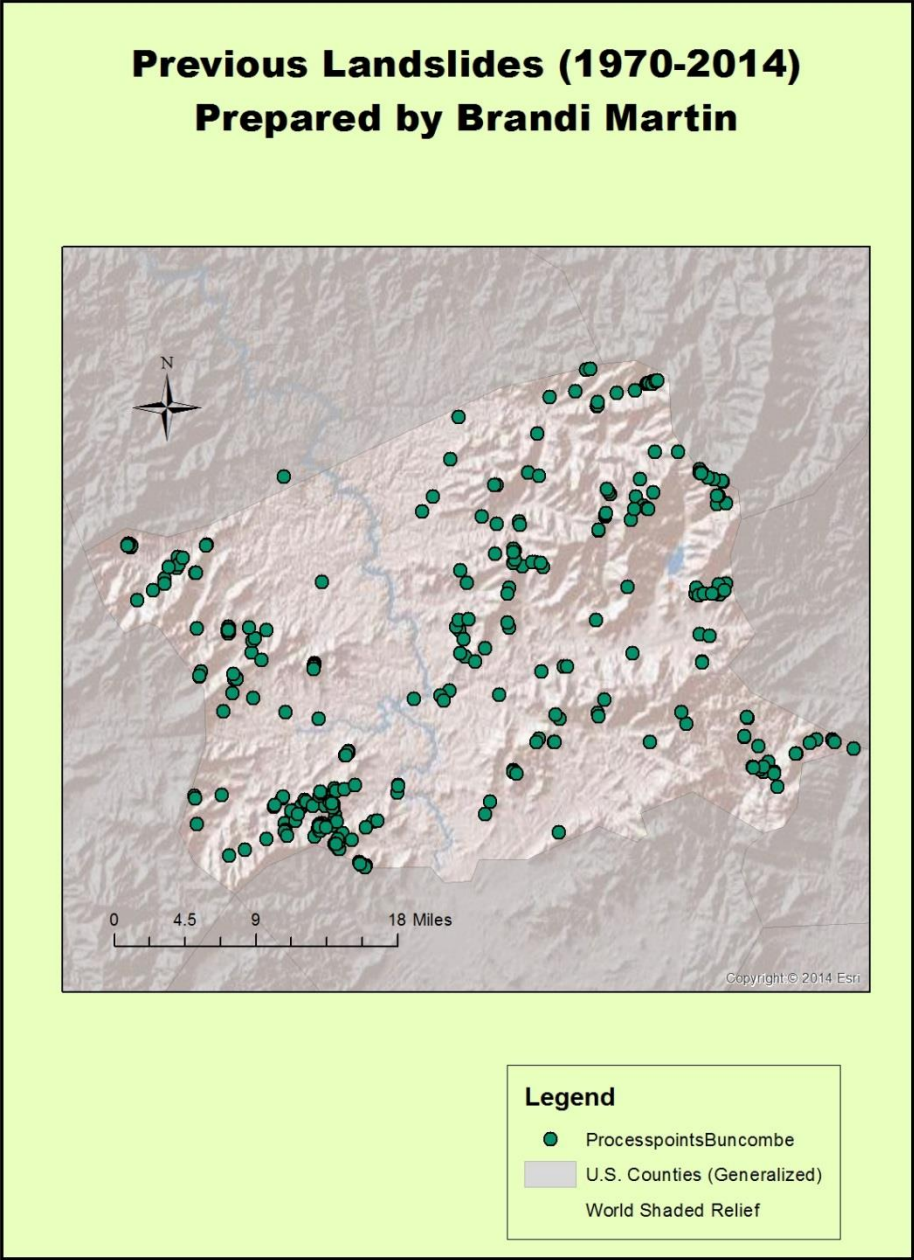 Previous Landslides (1970-2014)
Prepared by Brandi Martin
N
0 4.5 9 18 Miles
Copyright:© 2014 Esri
Legend
ProcesspointsBuncombe
U.S. Counties (Generalized)
World Shaded Relief